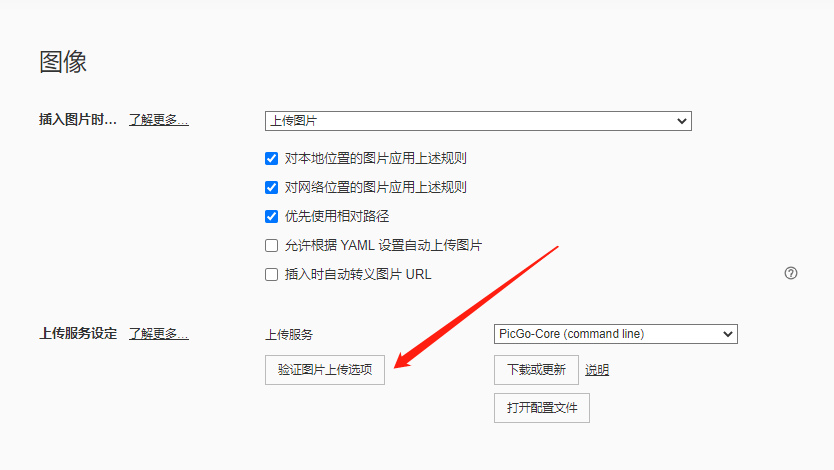 图像
插入图片时... 了解更多... 上传图片
对本地位置的图片应用上述规则
对网络位置的图片应用上述规则
优先使用相对路径
允许根据 YAML 设置自动上传图片
插入时自动转义图片 URL ?
上传服务设定 了解更多... 上传服务 PicGo-Core (command line)
验证图片上传选项 下载或更新 说明
打开配置文件